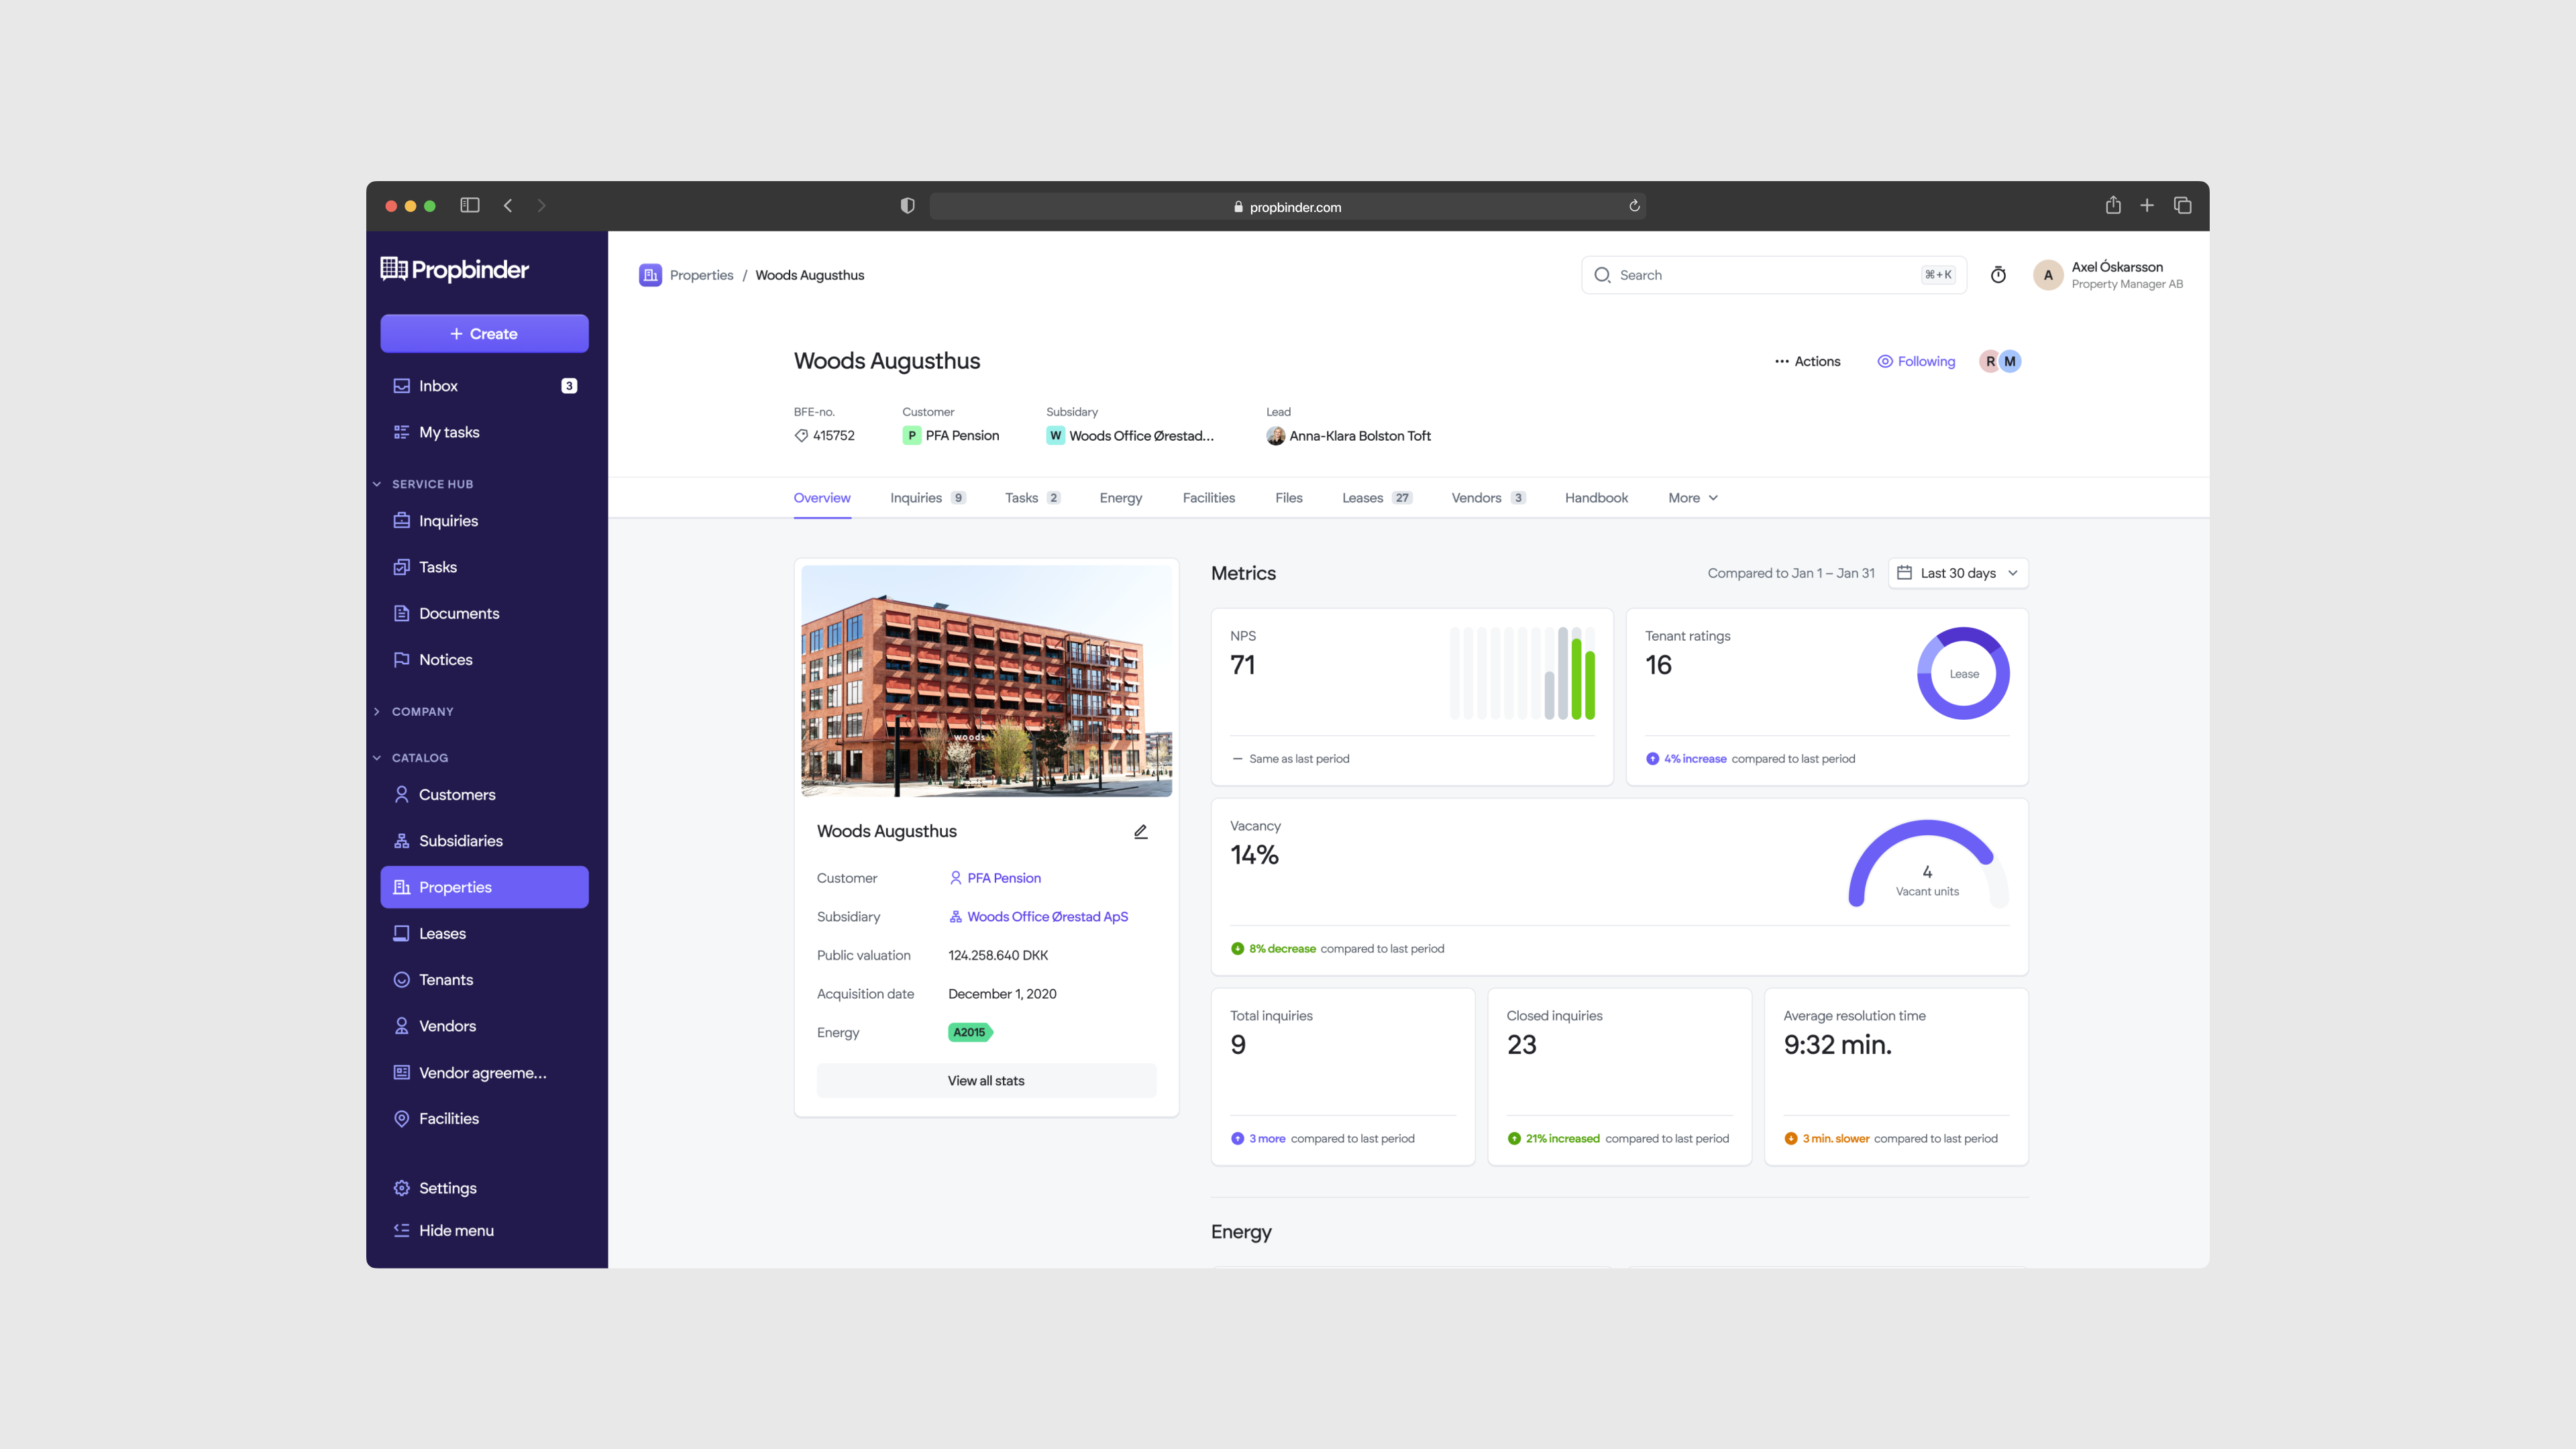 propbinder.com
Propbinder
+ Create
Inbox 3
My tasks
SERVICE HUB
Inquiries
Tasks
Documents
Notices
COMPANY
CATALOG
Customers
Subsidiaries
Properties
Leases
Tenants
Vendors
Vendor agreeme...
Facilities
Settings
Hide menu
Properties / Woods Augusthus
Search ⌘+K
A
Axel Óskarsson
Property Manager AB
Woods Augusthus
··· Actions Following R M
BFE-no. Customer Subsidary Lead
415752 P PFA Pension W Woods Office Ørestad... Anna-Klara Bolston Toft
Overview Inquiries 9 Tasks 2 Energy Facilities Files Leases 27 Vendors 3 Handbook More
woods
Woods Augusthus
Customer PFA Pension
Subsidiary Woods Office Ørestad ApS
Public valuation 124.258.640 DKK
Acquisition date December 1, 2020
Energy A2015
View all stats
Metrics Compared to Jan 1 – Jan 31 Last 30 days
NPS
71
— Same as last period
Tenant ratings
16
Lease
4% increase compared to last period
Vacancy
14%
4
Vacant units
8% decrease compared to last period
Total inquiries
9
3 more compared to last period
Closed inquiries
23
21% increased compared to last period
Average resolution time
9:32 min.
3 min. slower compared to last period
Energy